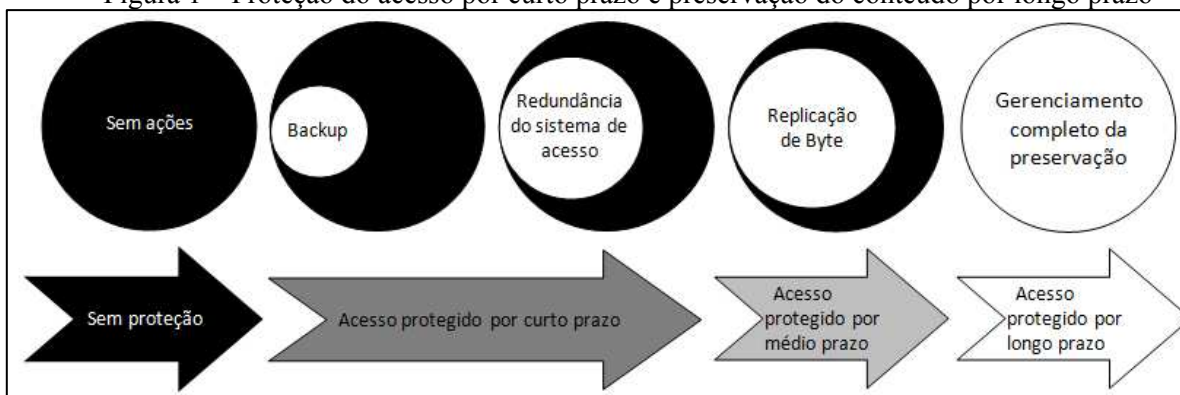 Figura 1 – Proteção do acesso por curto prazo e preservação do conteúdo por longo prazo
Sem ações
Backup
Redundância
do sistema de
acesso
Replicação
de Byte
Gerenciamento
completo da
preservação
Sem proteção
Acesso protegido por curto prazo
Acesso
protegido por
médio prazo
Acesso
protegido por
longo prazo